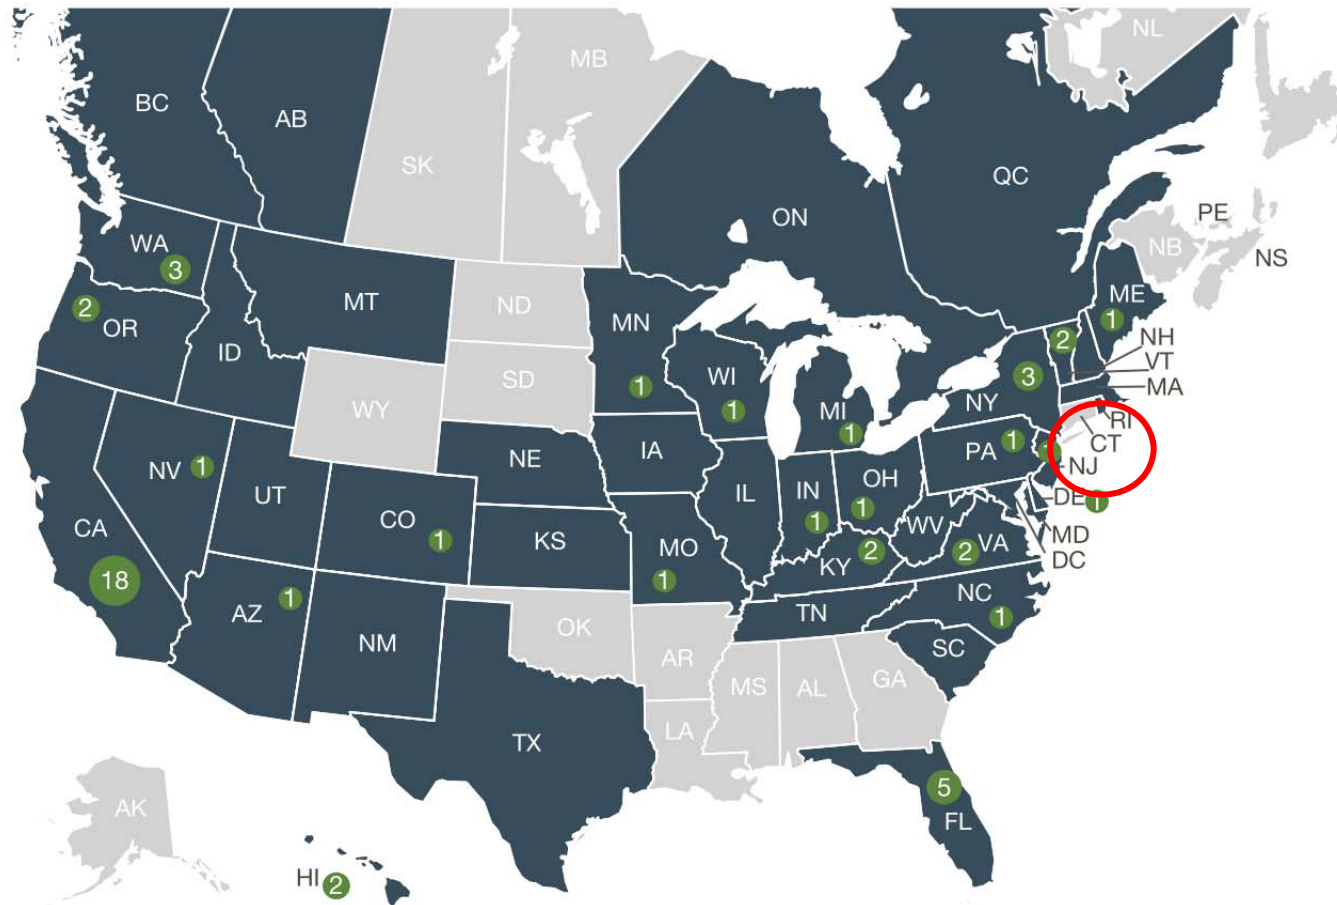 NL
MB
BC
AB
SK
QC
ON
PE
NB
NS
WA
3
ME
1
MT
ND
2
OR
MN
1
ID
NH
VT
2
MA
WI
1
SD
3
NY
WY
MI
1
RI
CT
PA
1
1
NJ
NV
1
NE
IA
OH
1
UT
IL
IN
1
DE
1
CA
18
CO
1
KS
WV
VA
2
MD
DC
MO
1
KY
2
AZ
1
NC
1
TN
NM
OK
SC
AR
MS
AL
GA
LA
TX
5
FL
AK
HI
2